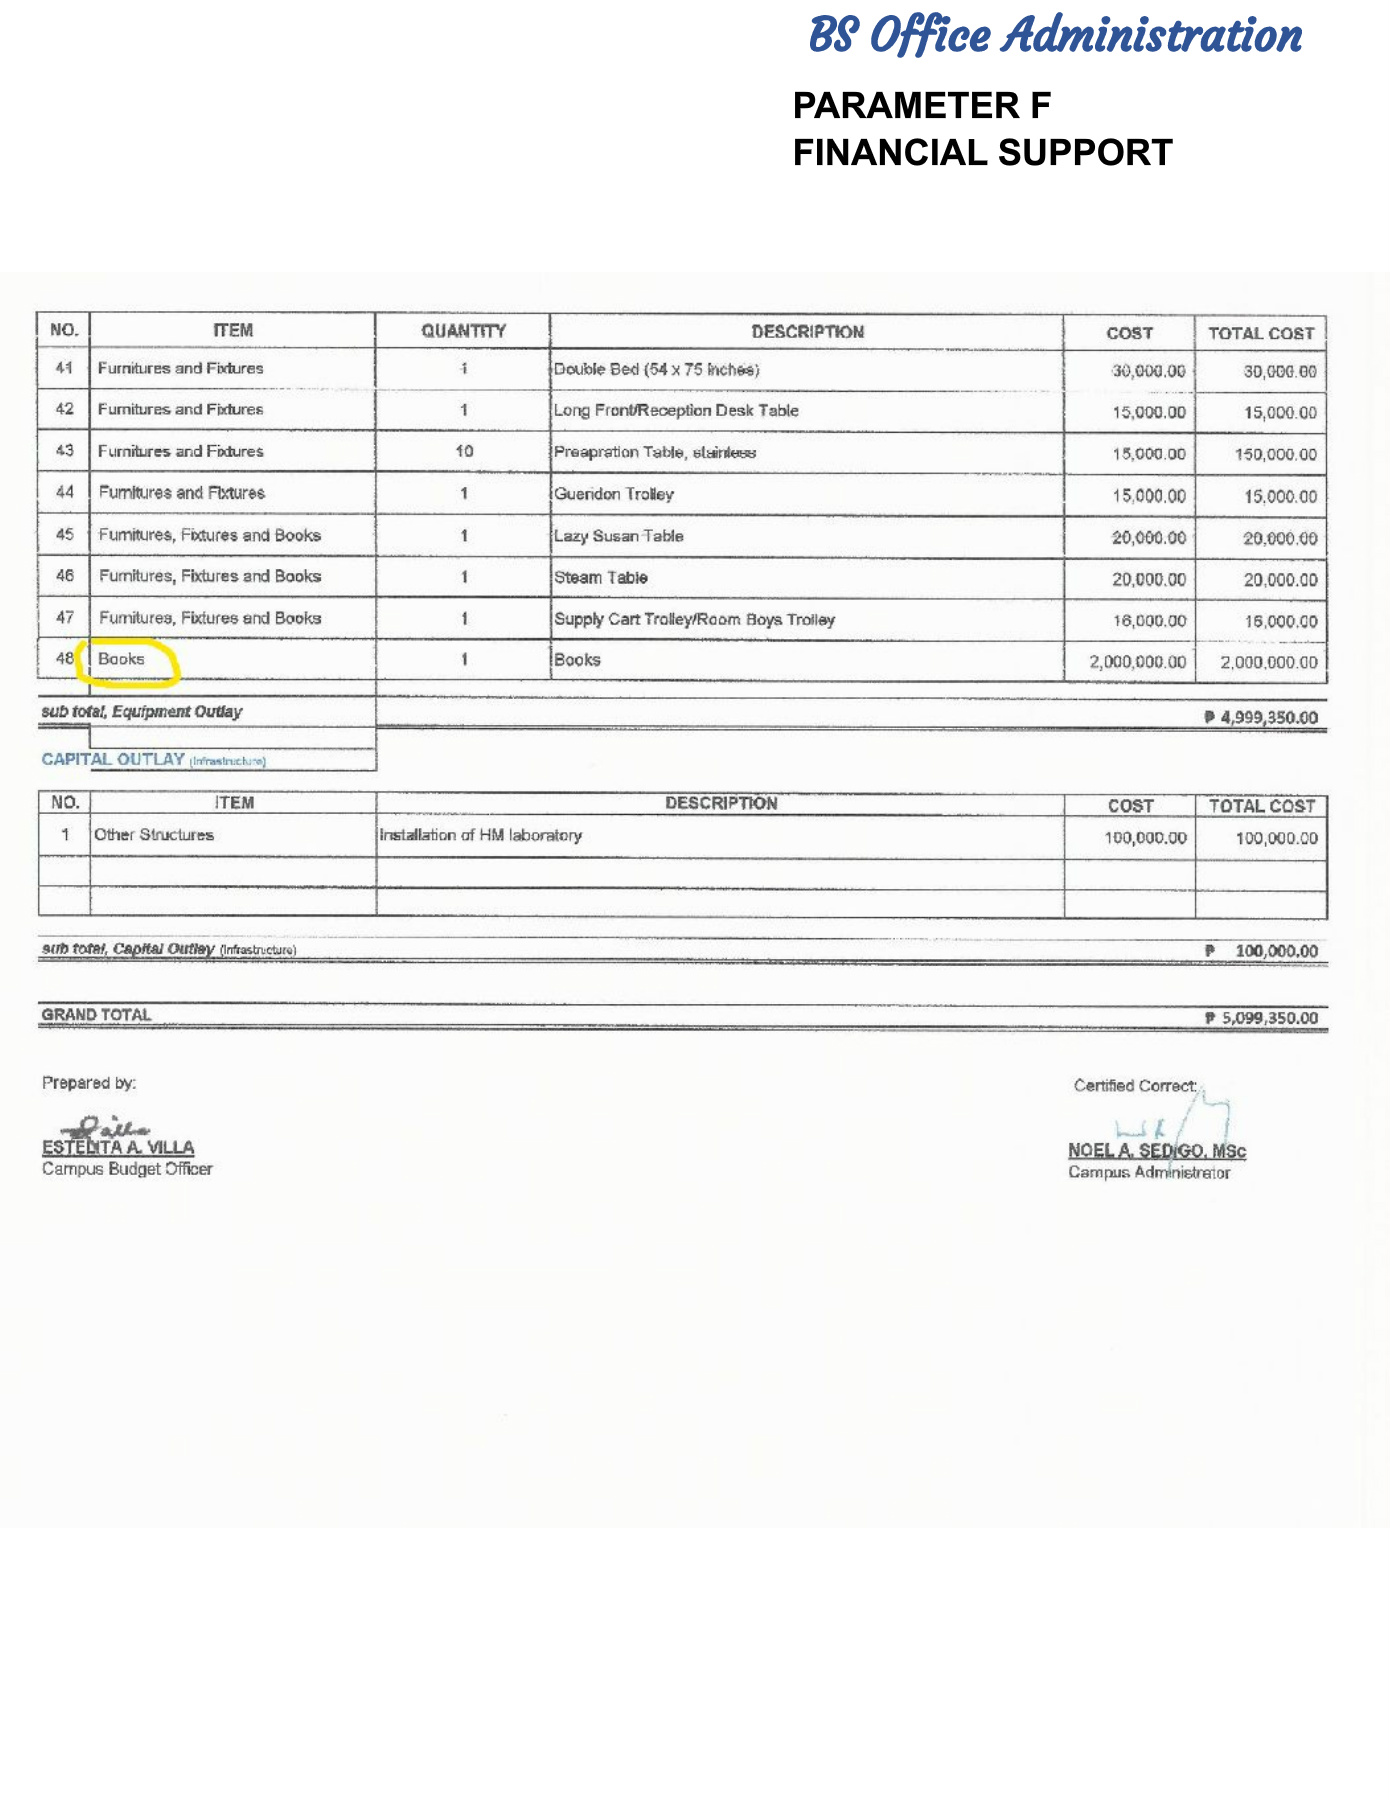 BS Office Administration
PARAMETER F
FINANCIAL SUPPORT
NO. ITEM QUANTITY DESCRIPTION COST TOTAL COST
41 Furnitures and Fixtures 1 Double Bed (54 x 75 inches) 30,000.00 30,000.00
42 Furnitures and Fixtures 1 Long Front/Reception Desk Table 15,000.00 15,000.00
43 Furnitures and Fixtures 10 Preapration Table, stainless 15,000.00 150,000.00
44 Furnitures and Fixtures 1 Gueridon Trolley 15,000.00 15,000.00
45 Furnitures, Fixtures and Books 1 Lazy Susan Table 20,000.00 20,000.00
46 Furnitures, Fixtures and Books 1 Steam Table 20,000.00 20,000.00
47 Furnitures, Fixtures and Books 1 Supply Cart Trolley/Room Boys Trolley
48 Books 1 Books 2,000,000.00 2,000,000.00
sub total, Equipment Outlay ₱ 4,999,350.00
CAPITAL OUTLAY (Infrastructure)
NO. ITEM DESCRIPTION COST TOTAL COST
1 Other Structures Installation of HM laboratory 100,000.00 100,000.00
sub total, Capital Outlay (Infrastructure) ₱ 100,000.00
GRAND TOTAL ₱ 5,099,350.00
Prepared by: Certified Correct:
ESTELITA A. VILLA NOEL A. SEDIGO, MSc
Campus Budget Officer Campus Administrator